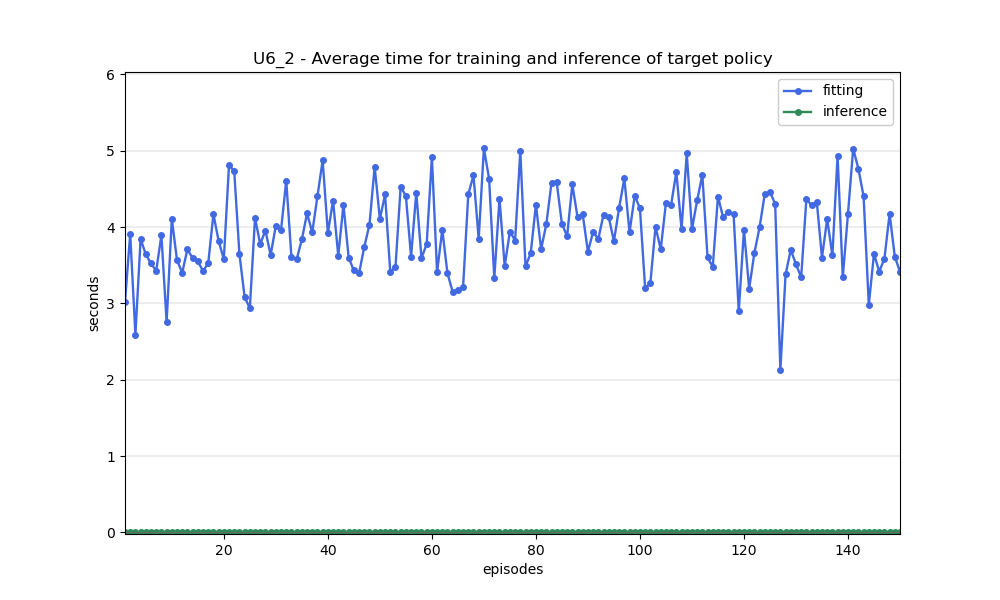 U6_2 - Average time for training and inference of target policy
fitting
inference
seconds
6
5
4
3
2
1
0
20 40 60 80 100 120 140
episodes